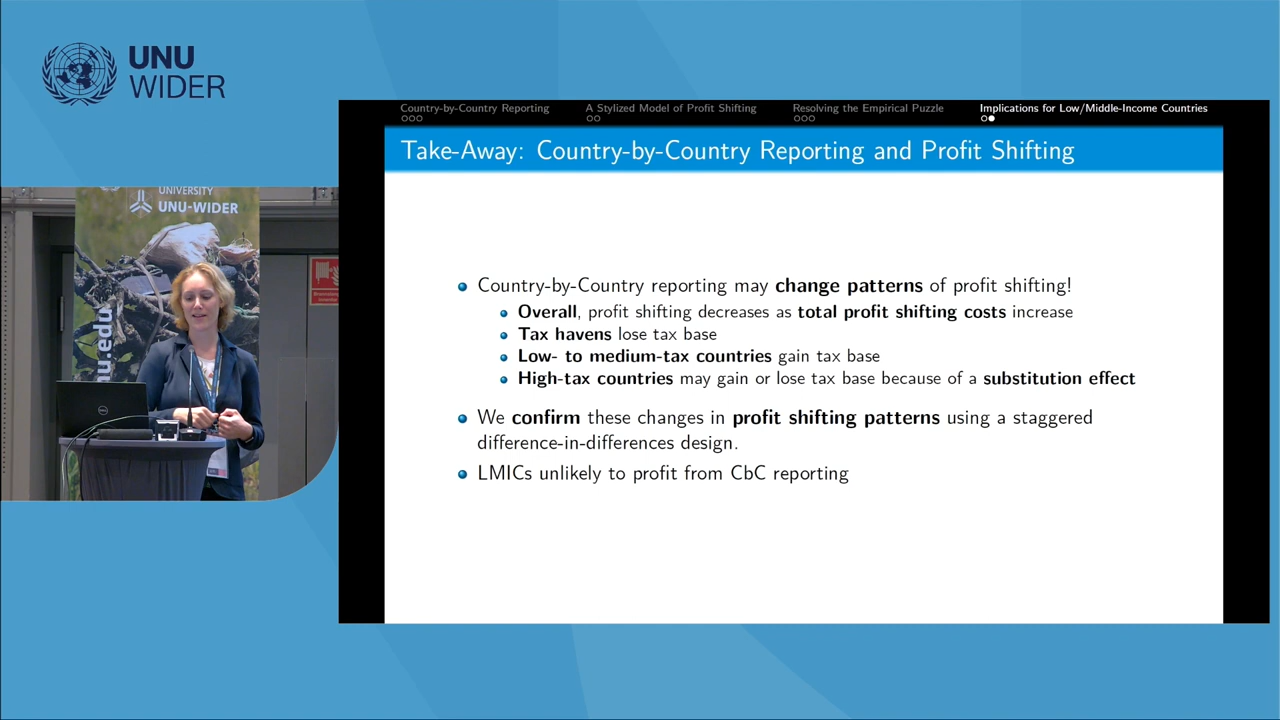 UNU
WIDER
Country-by-Country Reporting
A Stylized Model of Profit Shifting
Resolving the Empirical Puzzle
Implications for Low/Middle-Income Countries
Take-Away: Country-by-Country Reporting and Profit Shifting
UNIVERSITY
UNU-WIDER
nu.edu
DELL
Country-by-Country reporting may change patterns of profit shifting!
Overall, profit shifting decreases as total profit shifting costs increase
Tax havens lose tax base
Low- to medium-tax countries gain tax base
High-tax countries may gain or lose tax base because of a substitution effect
We confirm these changes in profit shifting patterns using a staggered
difference-in-differences design.
LMICs unlikely to profit from CbC reporting